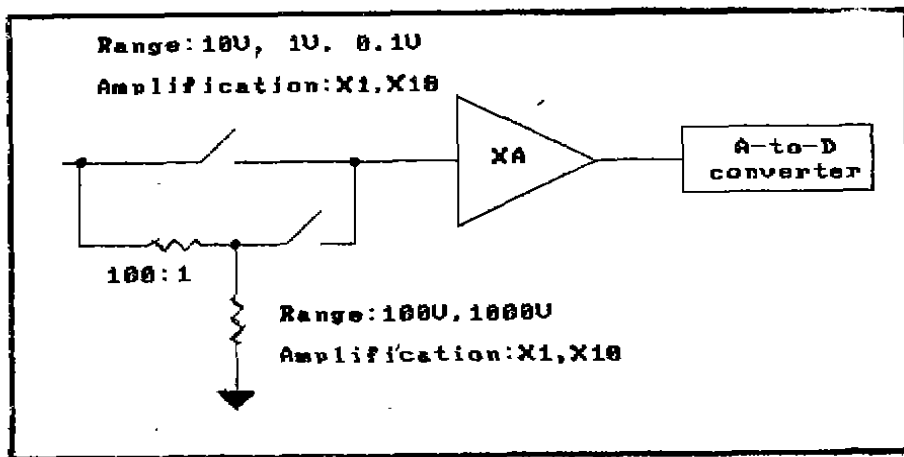 Range:10V, 1V. 0.1V
Amplification:X1,X10
XA
A-to-D
converter
100:1
Range:100V,1000V
Amplification:X1,X10